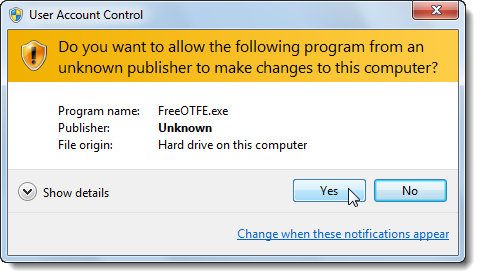 User Account Control
Do you want to allow the following program from an
unknown publisher to make changes to this computer?
Program name: FreeOTFE.exe
Publisher: Unknown
File origin: Hard drive on this computer
Show details
Yes
No
Change when these notifications appear